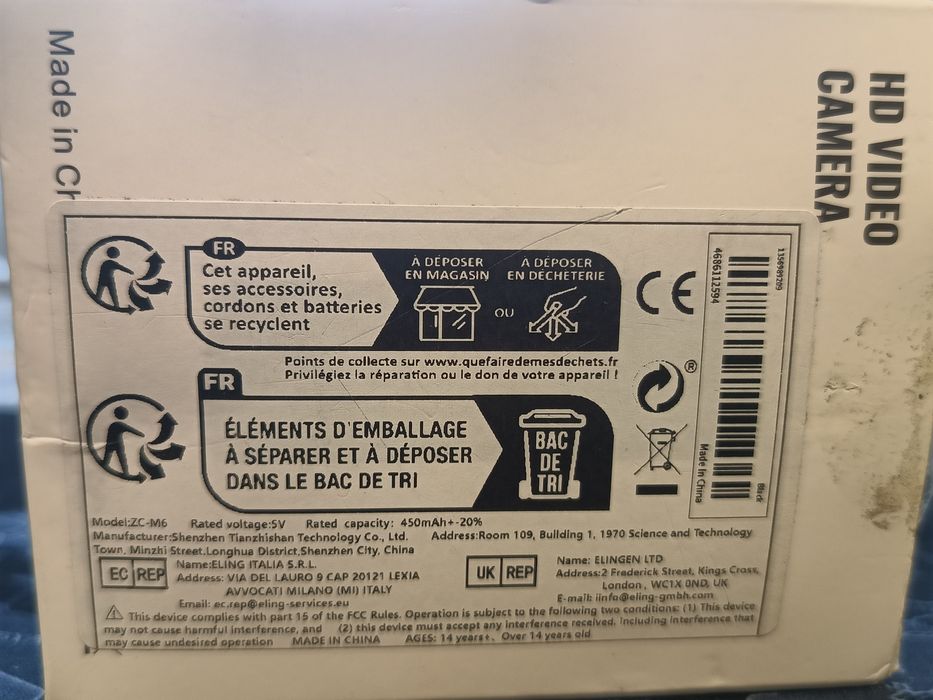 Made in Ch
HD VIDEO
CAMERA
FR
Cet appareil,
ses accessoires,
cordons et batteries
se recyclent
À DÉPOSER
EN MAGASIN
OU
À DÉPOSER
EN DÉCHÈTERIE
Points de collecte sur www.quefairedemesdechets.fr
Privilégiez la réparation ou le don de votre appareil !
FR
ÉLÉMENTS D'EMBALLAGE
À SÉPARER ET À DÉPOSER
DANS LE BAC DE TRI
BAC
DE
TRI
CE
®
1356989209
4686112594
Made In China
Black
Model:ZC-M6 Rated voltage:5V Rated capacity: 450mAh+-20%
Manufacturer:Shenzhen Tianzhishan Technology Co., Ltd. Address:Room 109, Building 1, 1970 Science and Technology
Town, Minzhi Street,Longhua District,Shenzhen City, China
EC REP
Name:ELING ITALIA S.R.L.
Address: VIA DEL LAURO 9 CAP 20121 LEXIA
AVVOCATI MILANO (MI) ITALY
Email: ec.rep@eling-services.eu
UK REP
Name: ELINGEN LTD
Address:2 Frederick Street, Kings Cross,
London , WC1X 0ND, UK
E-mail: iinfo@eling-gmbh.com
This device complies with part 15 of the FCC Rules. Operation is subject to the following two conditions: (1) This device
may not cause harmful interference, and (2) this device must accept any interference received, including interference that
may cause undesired operation MADE IN CHINA AGES: 14 years+, Over 14 years old